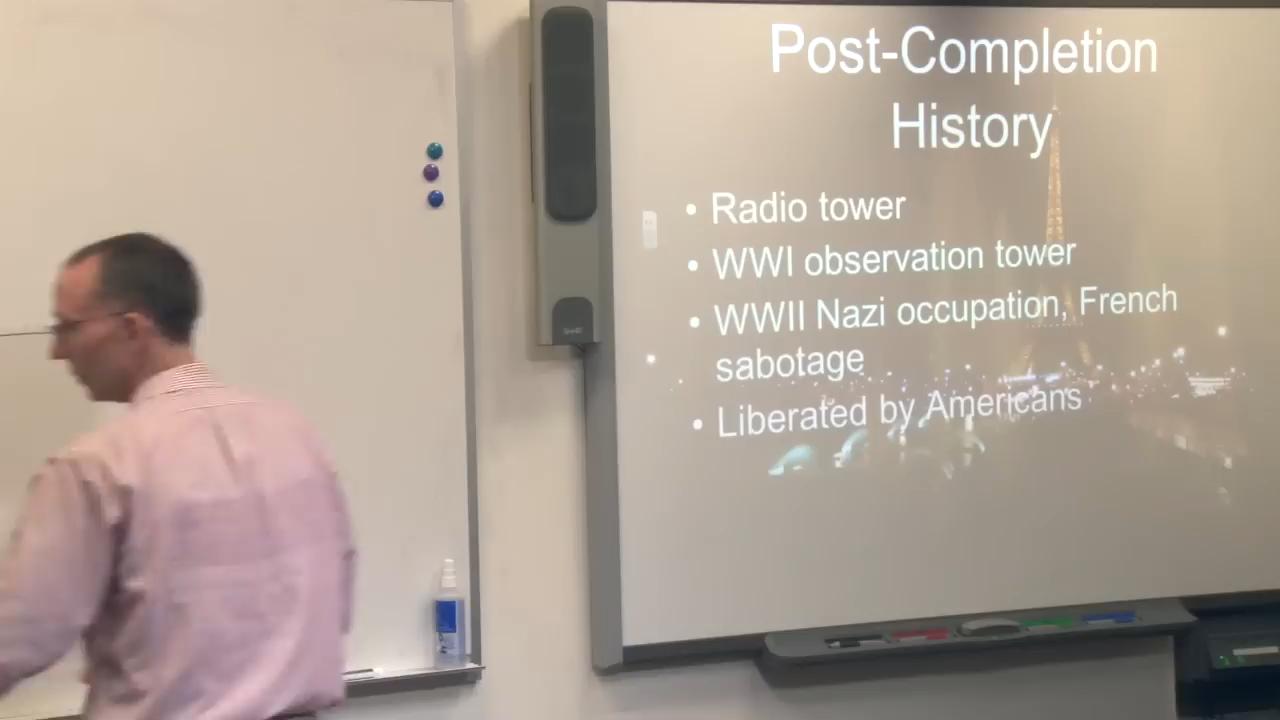 Post-Completion
History
• Radio tower
• WWI observation tower
• WWII Nazi occupation, French
sabotage
• Liberated by Americans